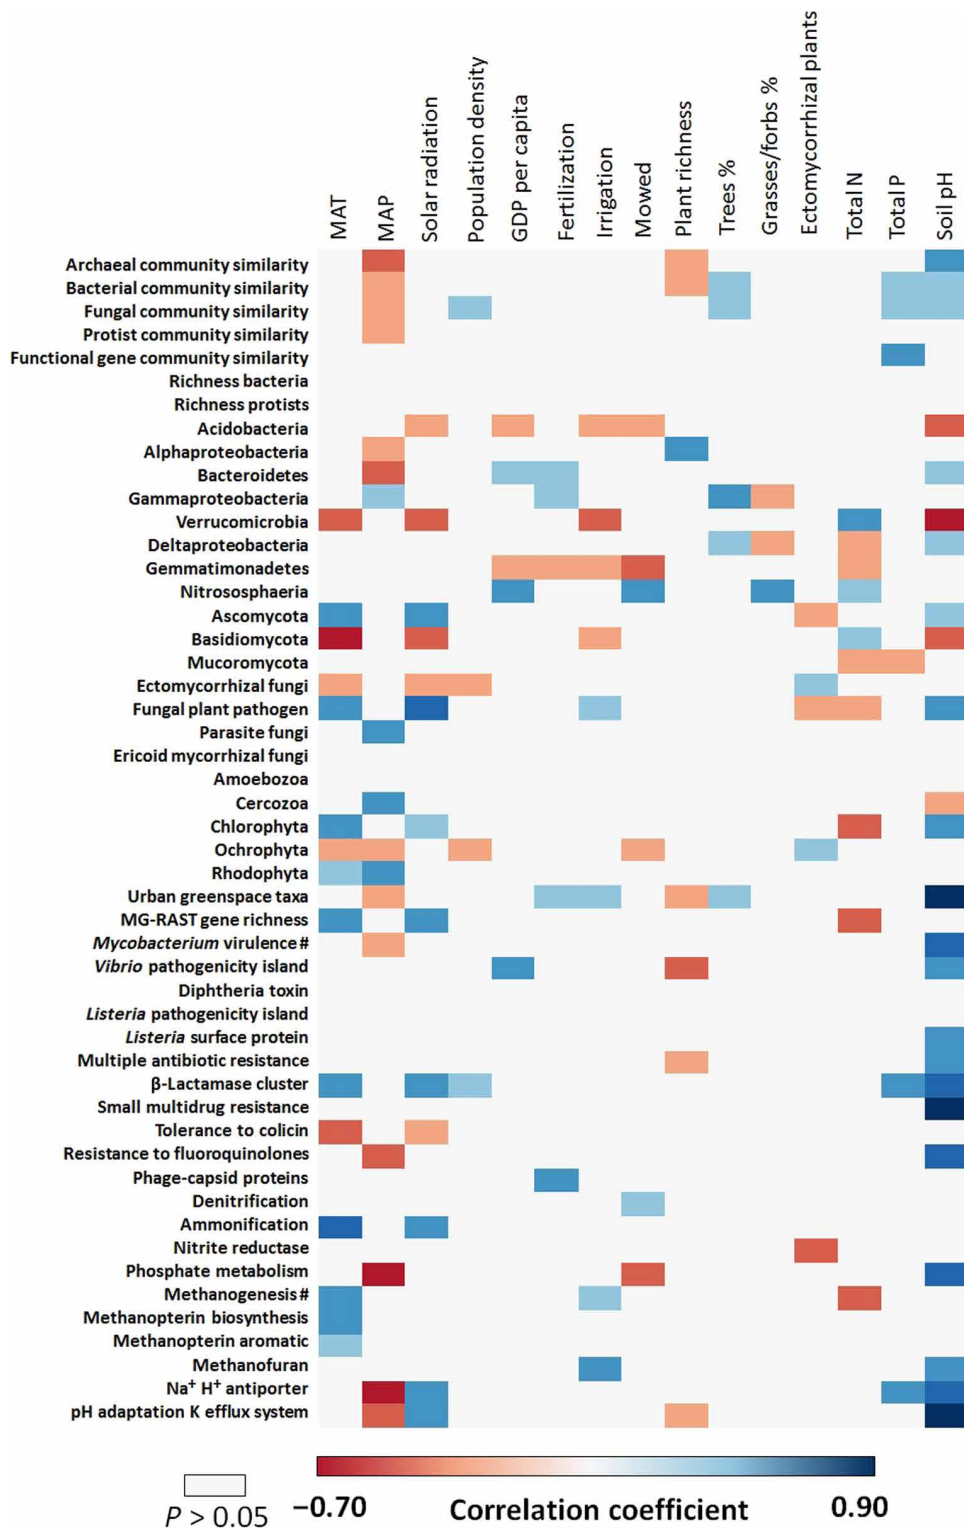 MAT
MAP
Solar radiation
Population density
GDP per capita
Fertilization
Irrigation
Mowed
Plant richness
Trees %
Grasses/forbs %
Ectomycorrhizal plants
Total N
Total P
Soil pH
Archaeal community similarity
Bacterial community similarity
Fungal community similarity
Protist community similarity
Functional gene community similarity
Richness bacteria
Richness protists
Acidobacteria
Alphaproteobacteria
Bacteroidetes
Gammaproteobacteria
Verrucomicrobia
Deltaproteobacteria
Gemmatimonadetes
Nitrososphaeria
Ascomycota
Basidiomycota
Mucoromycota
Ectomycorrhizal fungi
Fungal plant pathogen
Parasite fungi
Ericoid mycorrhizal fungi
Amoebozoa
Cercozoa
Chlorophyta
Ochrophyta
Rhodophyta
Urban greenspace taxa
MG-RAST gene richness
Mycobacterium virulence #
Vibrio pathogenicity island
Diphtheria toxin
Listeria pathogenicity island
Listeria surface protein
Multiple antibiotic resistance
β-Lactamase cluster
Small multidrug resistance
Tolerance to colicin
Resistance to fluoroquinolones
Phage-capsid proteins
Denitrification
Ammonification
Nitrite reductase
Phosphate metabolism
Methanogenesis #
Methanopterin biosynthesis
Methanopterin aromatic
Methanofuran
Na⁺ H⁺ antiporter
pH adaptation K efflux system
P > 0.05
−0.70 Correlation coefficient 0.90